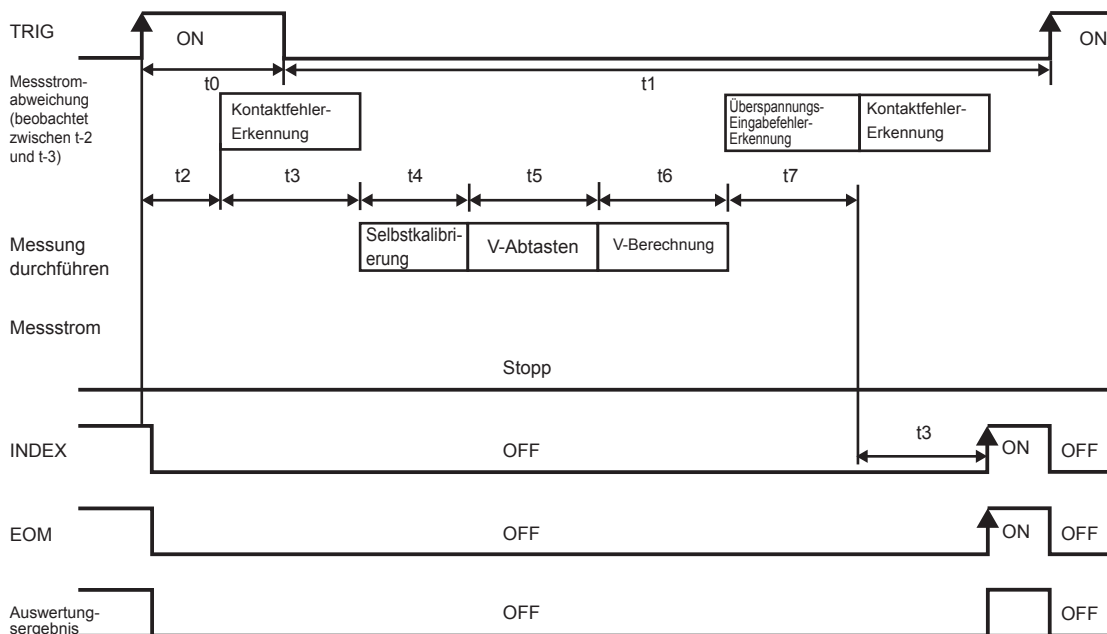 TRIG
ON
ON
t0
t1
Messstrom-
abweichung
(beobachtet
zwischen t-2
und t-3)
Kontaktfehler-
Erkennung
Überspannungs-
Eingabefehler-
Erkennung
Kontaktfehler-
Erkennung
t2
t3
t4
t5
t6
t7
Messung
durchführen
Selbstkalibri-
erung
V-Abtasten
V-Berechnung
Messstrom
Stopp
t3
INDEX
OFF
ON
OFF
EOM
OFF
ON
OFF
Auswertung-
sergebnis
OFF
OFF